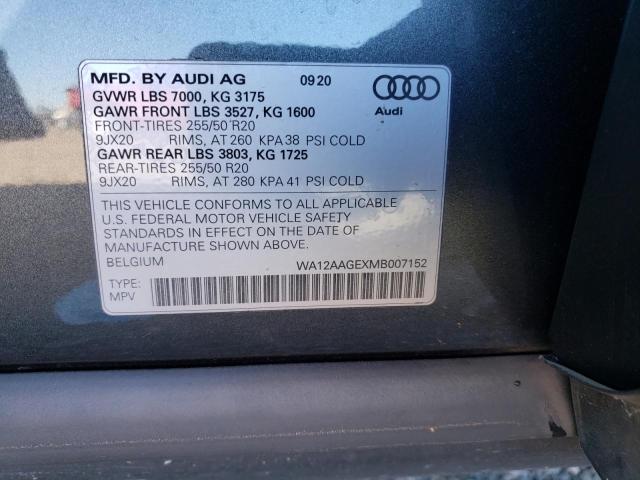 MFD. BY AUDI AG 09 20
GVWR LBS 7000, KG 3175
GAWR FRONT LBS 3527, KG 1600
FRONT-TIRES 255/50 R20
9JX20 RIMS, AT 260 KPA 38 PSI COLD
GAWR REAR LBS 3803, KG 1725
REAR-TIRES 255/50 R20
9JX20 RIMS, AT 280 KPA 41 PSI COLD
Audi
THIS VEHICLE CONFORMS TO ALL APPLICABLE
U.S. FEDERAL MOTOR VEHICLE SAFETY
STANDARDS IN EFFECT ON THE DATE OF
MANUFACTURE SHOWN ABOVE.
BELGIUM WA12AAGEXMB007152
TYPE:
MPV